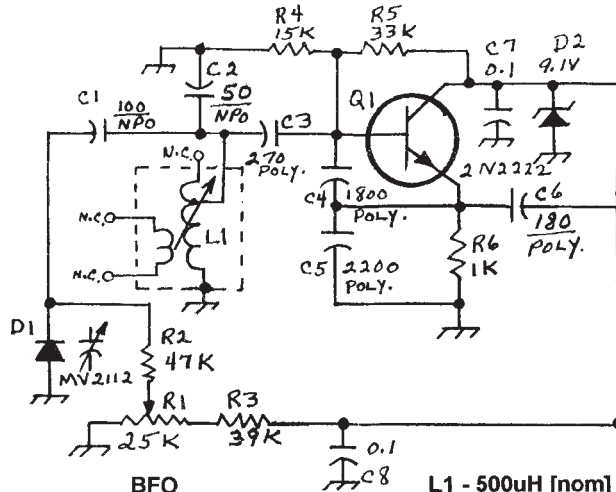 R4
15K
R5
33K
C7
0.1
D2
9.1V
C2
50
NPO
C1
100
NPO
Q1
C3
270
POLY.
2N2222
N.C.
N.C.
N.C.
L1
C4
1800
POLY.
C5
2200
POLY.
C6
180
POLY.
R6
1K
D1
MV2112
R2
47K
R1
25K
R3
39K
0.1
C8
BFO
L1 - 500uH [nom]